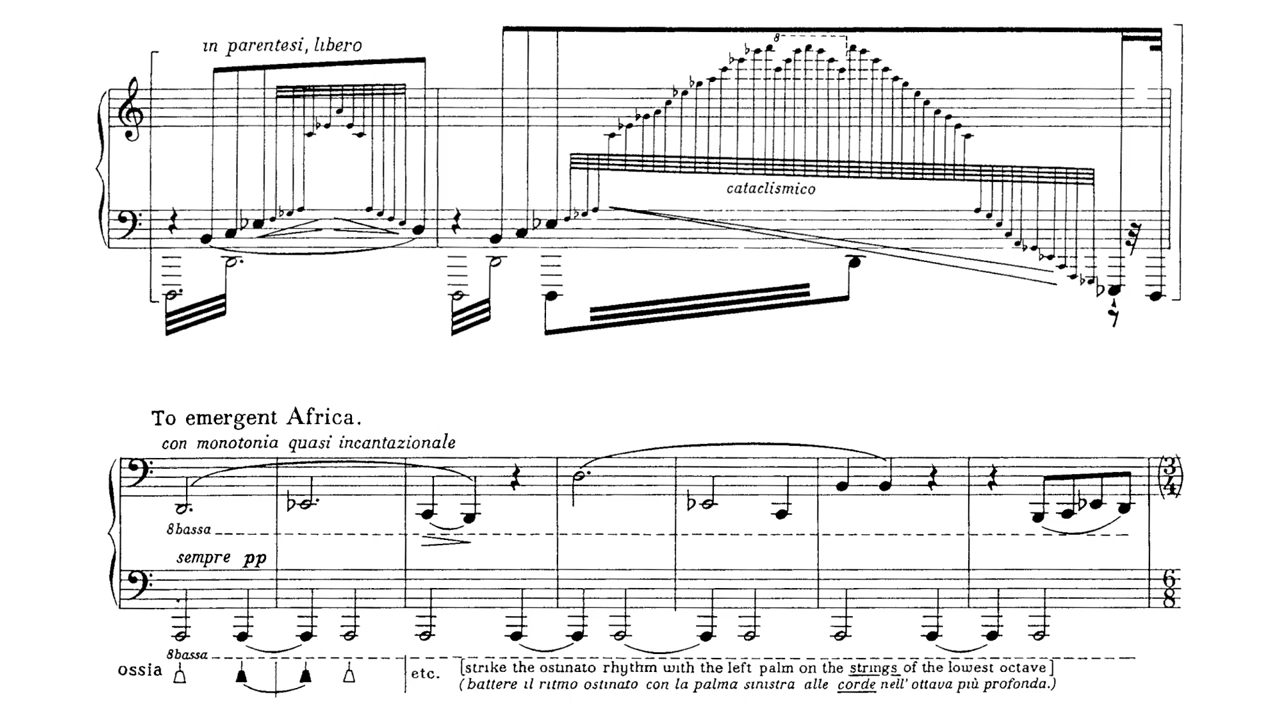 in parentesi, libero
8
cataclismico
To emergent Africa.
con monotonia quasi incantazionale
3
4
8bassa
sempre pp
6
8
8bassa
ossia
etc. [strike the ostinato rhythm with the left palm on the strings of the lowest octave]
(battere il ritmo ostinato con la palma sinistra alle corde nell' ottava più profonda.)